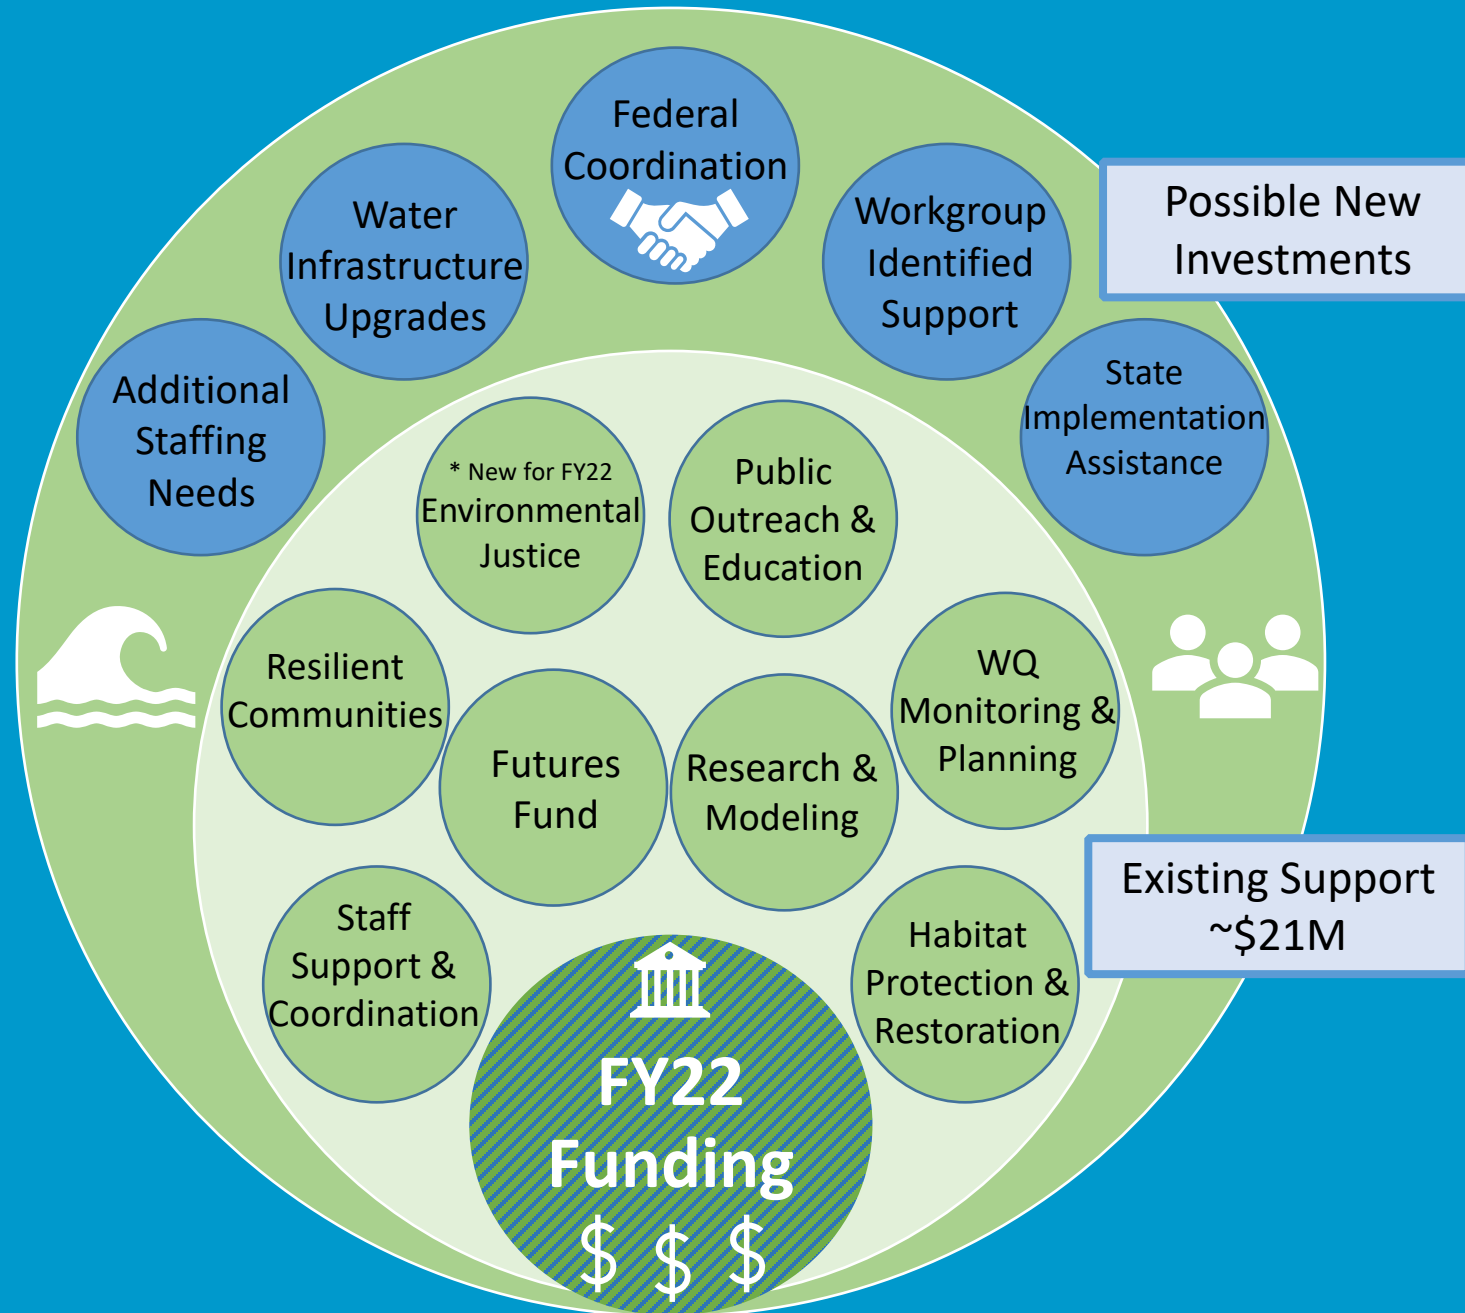 Federal
Coordination
Water
Infrastructure
Upgrades
Workgroup
Identified
Support
Possible New
Investments
Additional
Staffing
Needs
State
Implementation
Assistance
* New for FY22
Environmental
Justice
Public
Outreach &
Education
Resilient
Communities
WQ
Monitoring &
Planning
Futures
Fund
Research &
Modeling
Existing Support
~$21M
Staff
Support &
Coordination
Habitat
Protection &
Restoration
FY22
Funding
$ $ $